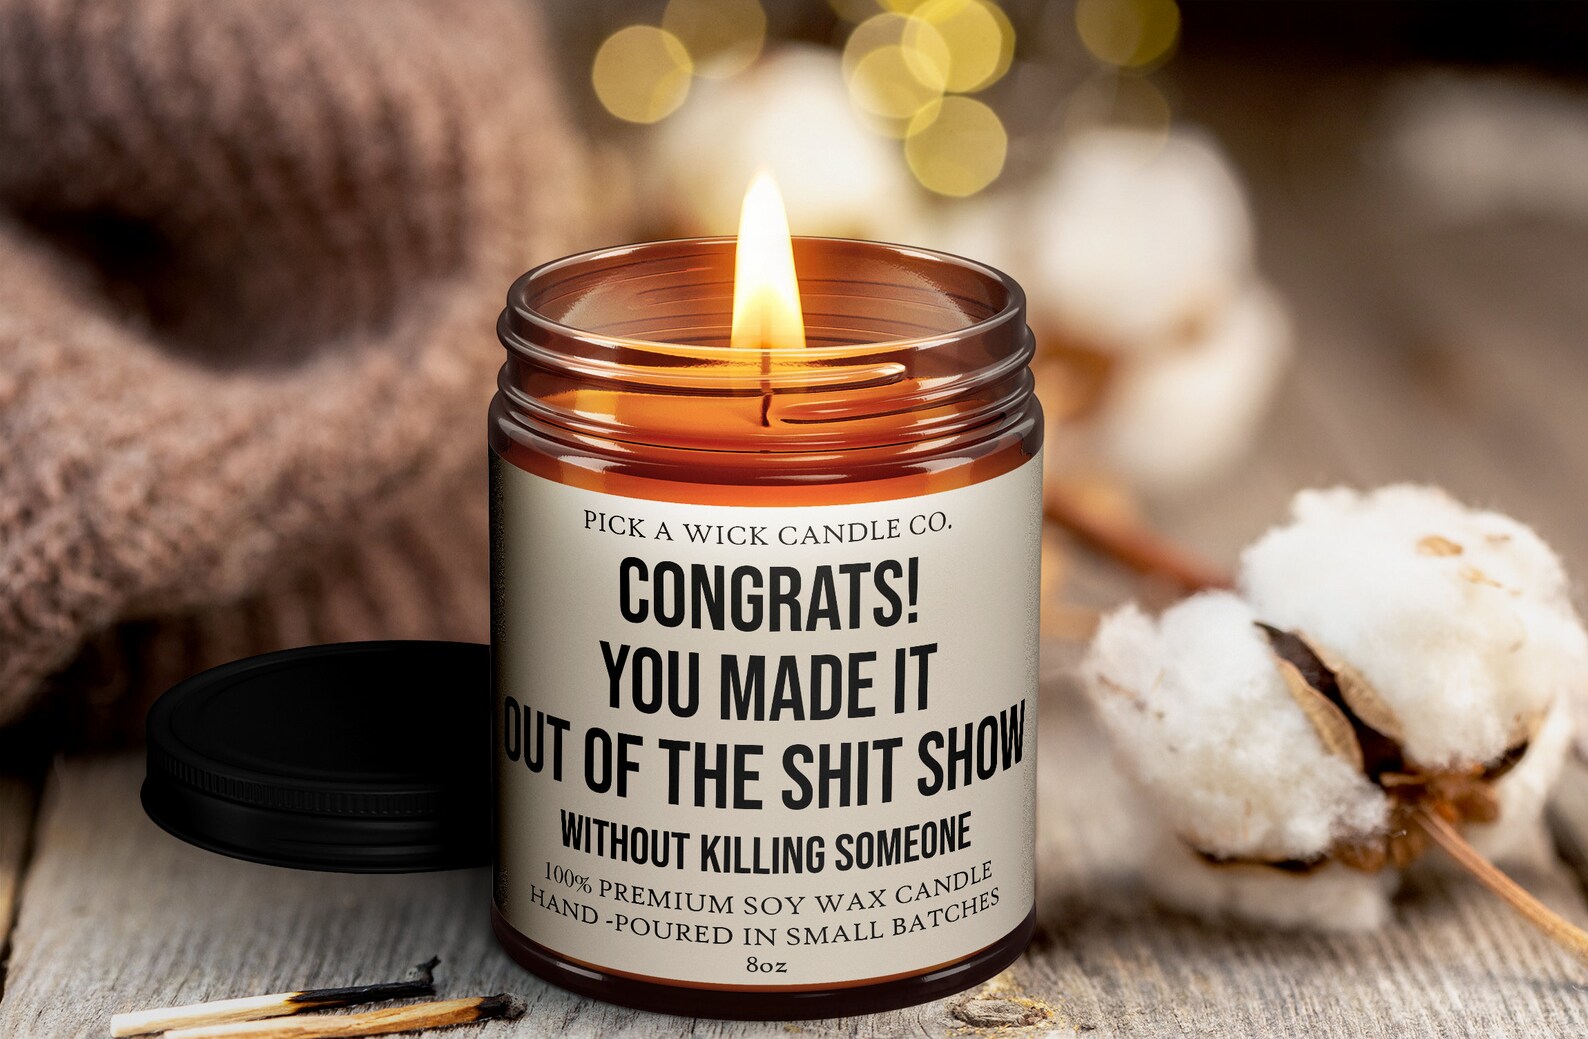 PICK A WICK CANDLE CO.
CONGRATS!
YOU MADE IT
OUT OF THE SHIT SHOW
WITHOUT KILLING SOMEONE
100% PREMIUM SOY WAX CANDLE
HAND -POURED IN SMALL BATCHES
8oz